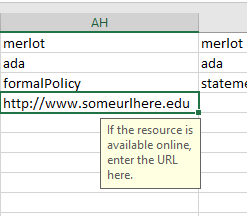 AH
merlot merlot
ada ada
formalPolicy stateme
http://www.someurlhere.edu
If the resource is
available online,
enter the URL
here.